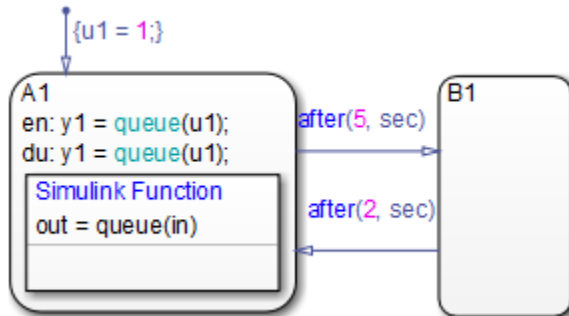 {u1 = 1;}
A1
en: y1 = queue(u1);
du: y1 = queue(u1);
Simulink Function
out = queue(in)
after(5, sec)
after(2, sec)
B1